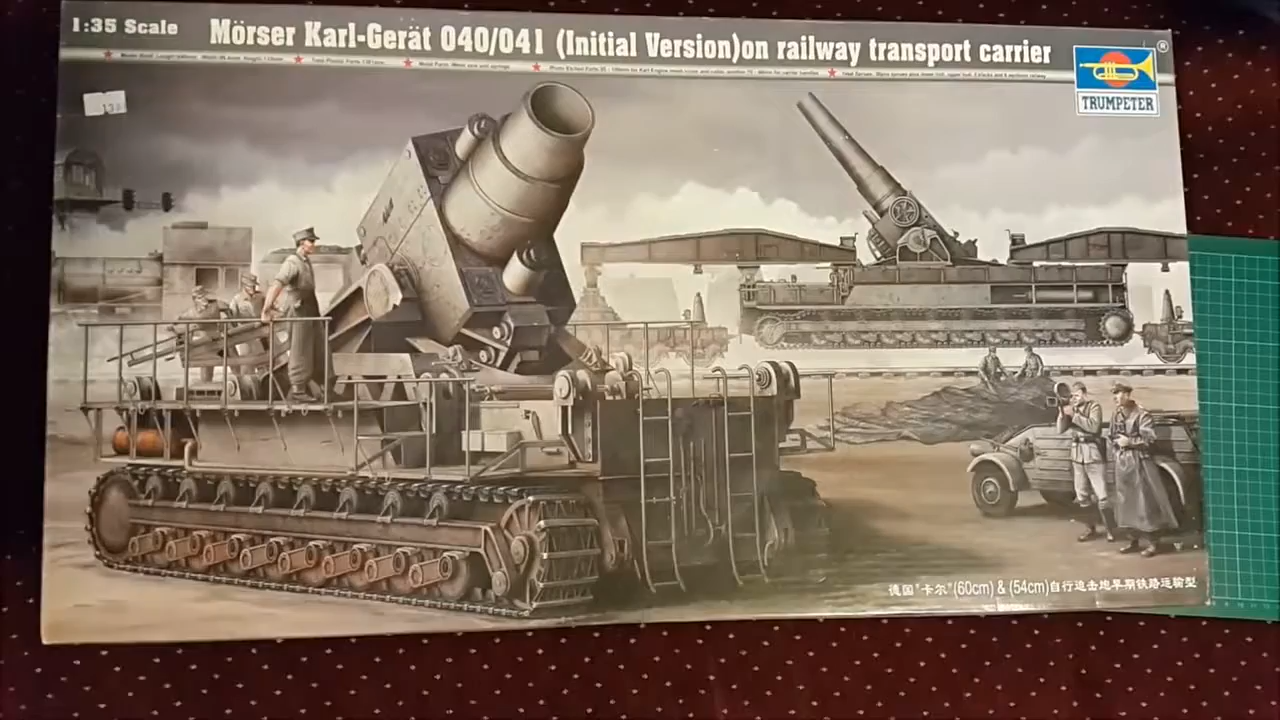 1:35 Scale
Mörser Karl-Gerät 040/041 (Initial Version)on railway transport carrier
®
TRUMPETER
德国"卡尔"(60cm) & (54cm)自行迫击炮早期铁路运输型